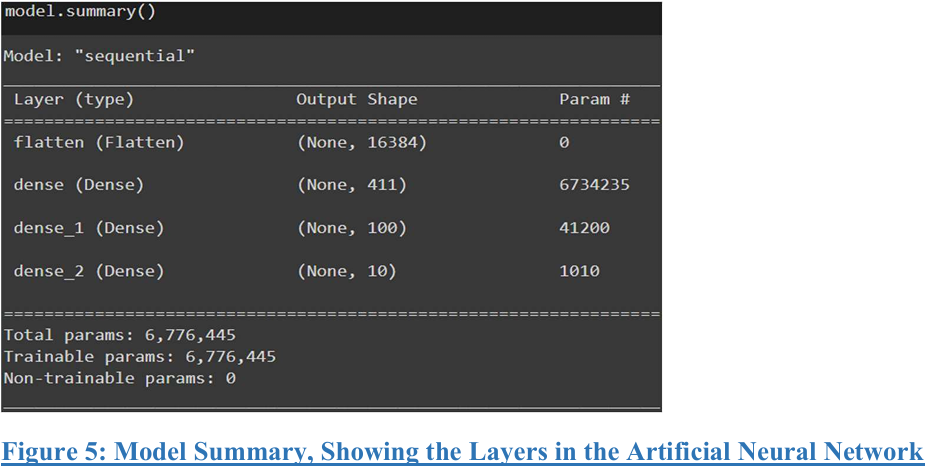 model.summary()
Model: "sequential"
Layer (type) Output Shape Param #
flatten (Flatten) (None, 16384) 0
dense (Dense) (None, 411) 6734235
dense_1 (Dense) (None, 100) 41200
dense_2 (Dense) (None, 10) 1010
Total params: 6,776,445
Trainable params: 6,776,445
Non-trainable params: 0
Figure 5: Model Summary, Showing the Layers in the Artificial Neural Network